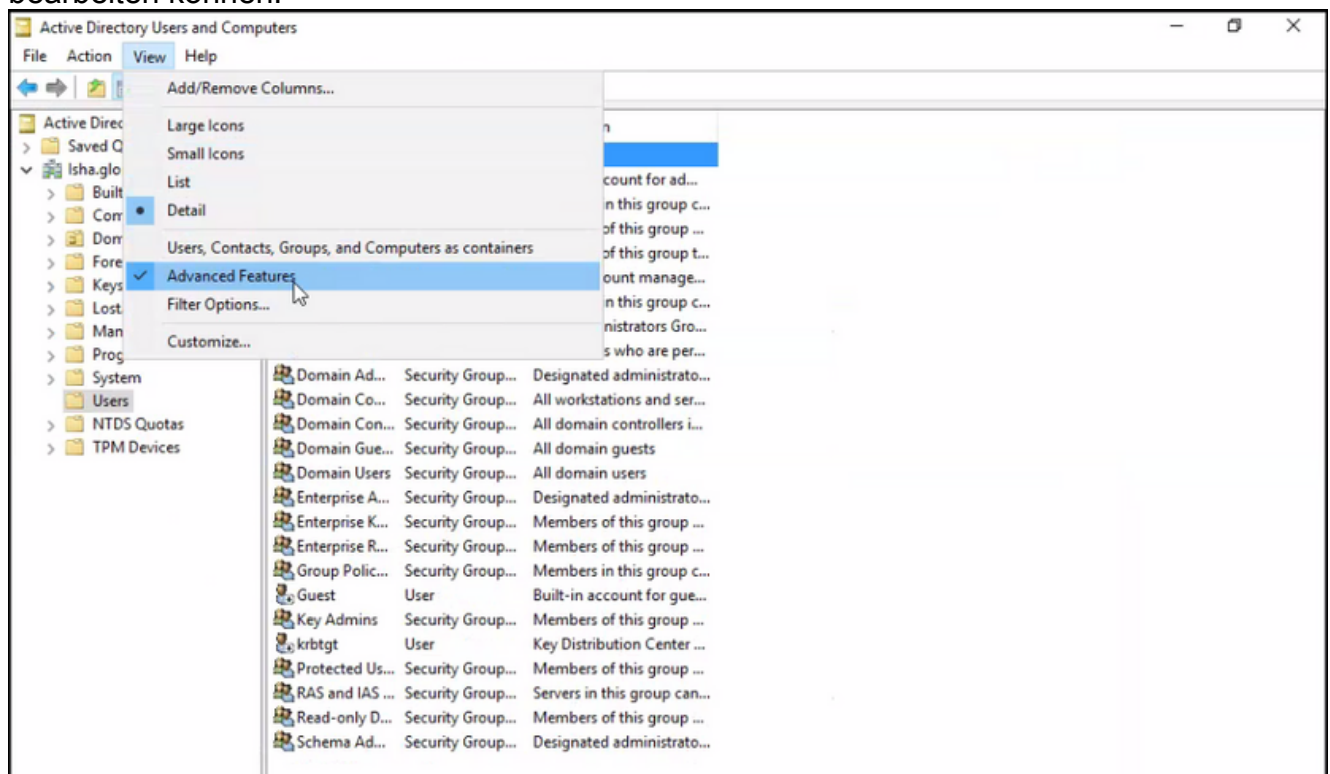 bearbeiten können.
Active Directory Users and Computers
File Action View Help
Add/Remove Columns...
Active Direc
Large Icons
n
Saved Q
Small Icons
Isha.glo
List
count for ad...
Built
Detail
n this group c...
Com
of this group ...
Dom
Users, Contacts, Groups, and Computers as containers
of this group t...
Fore
Advanced Features
ount manage...
Keys
Filter Options...
n this group c...
Lost
nistrators Gro...
Man
Customize...
s who are per...
Prog
System
Domain Ad... Security Group... Designated administrato...
Users
Domain Co... Security Group... All workstations and ser...
NTDS Quotas
Domain Con... Security Group... All domain controllers i...
TPM Devices
Domain Gue... Security Group... All domain guests
Domain Users Security Group... All domain users
Enterprise A... Security Group... Designated administrato...
Enterprise K... Security Group... Members of this group ...
Enterprise R... Security Group... Members of this group ...
Group Polic... Security Group... Members in this group c...
Guest User Built-in account for gue...
Key Admins Security Group... Members of this group ...
krbtgt User Key Distribution Center ...
Protected Us... Security Group... Members of this group ...
RAS and IAS ... Security Group... Servers in this group can...
Read-only D... Security Group... Members of this group ...
Schema Ad... Security Group... Designated administrato...